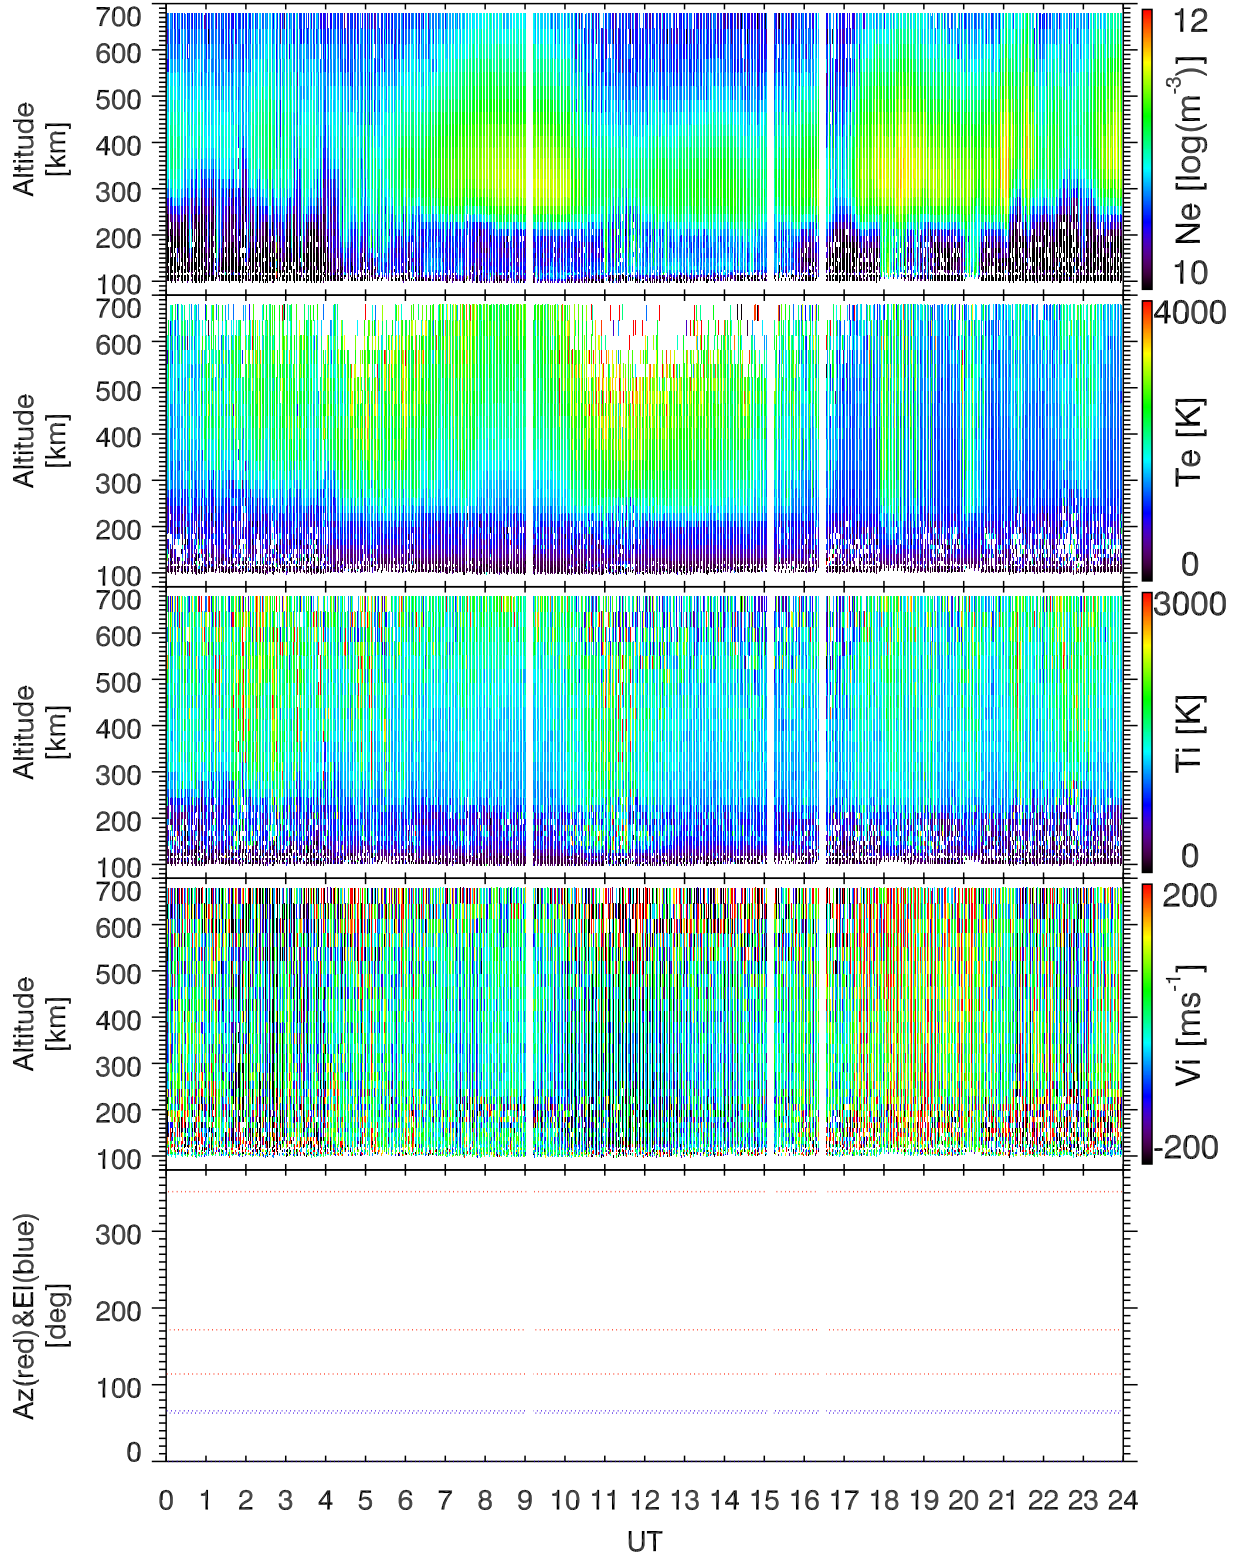 700
600
500
400
300
200
100
Altitude
[km]
12
10
Ne [log(m⁻³)]
700
600
500
400
300
200
100
Altitude
[km]
4000
0
Te [K]
700
600
500
400
300
200
100
Altitude
[km]
3000
0
Ti [K]
700
600
500
400
300
200
100
Altitude
[km]
200
-200
Vi [ms⁻¹]
300
200
100
0
Az(red)&El(blue)
[deg]
0 1 2 3 4 5 6 7 8 9 10 11 12 13 14 15 16 17 18 19 20 21 22 23 24
UT